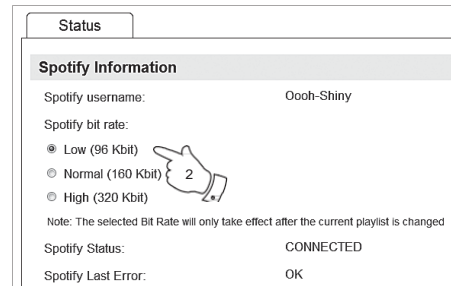 Status
Spotify Information
Spotify username: Oooh-Shiny
Spotify bit rate:
Low (96 Kbit)
Normal (160 Kbit) 2
High (320 Kbit)
Note: The selected Bit Rate will only take effect after the current playlist is changed
Spotify Status: CONNECTED
Spotify Last Error: OK